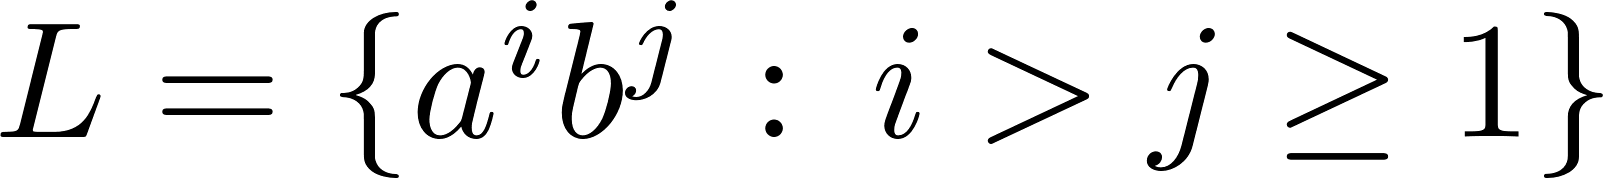 L = {a^i b^j : i > j ≥ 1}